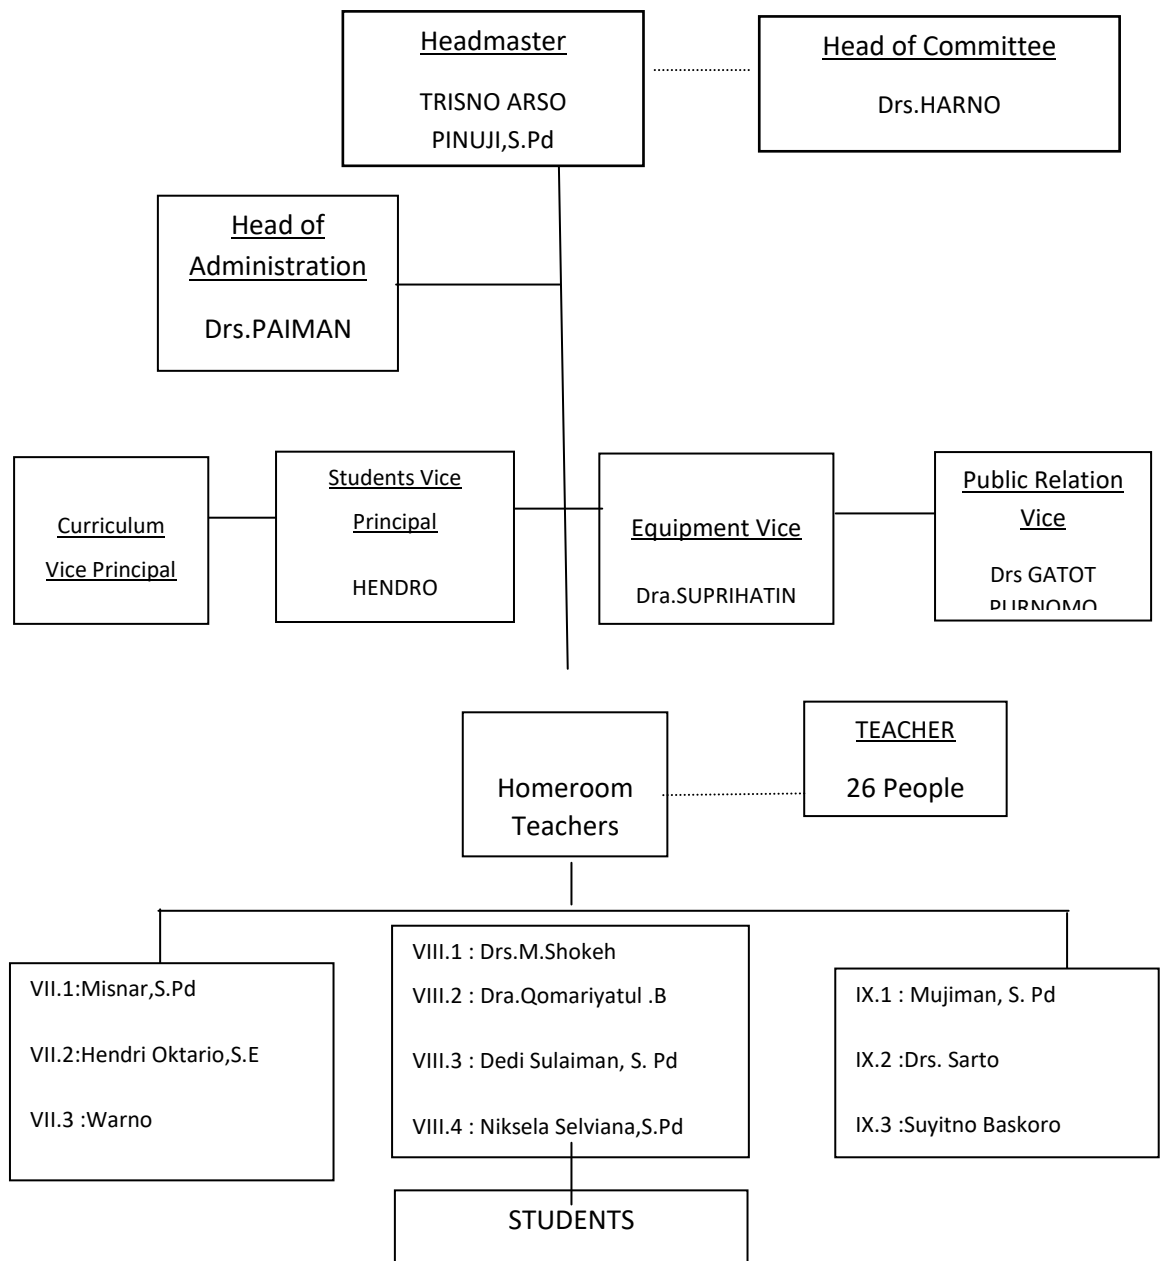 Headmaster
TRISNO ARSO
PINUJI,S.Pd
Head of Committee
Drs.HARNO
Head of
Administration
Drs.PAIMAN
Curriculum
Vice Principal
Students Vice
Principal
HENDRO
Equipment Vice
Dra.SUPRIHATIN
Public Relation
Vice
Drs GATOT
PURNOMO
Homeroom
Teachers
TEACHER
26 People
VII.1:Misnar,S.Pd
VII.2:Hendri Oktario,S.E
VII.3 :Warno
VIII.1 : Drs.M.Shokeh
VIII.2 : Dra.Qomariyatul .B
VIII.3 : Dedi Sulaiman, S. Pd
VIII.4 : Niksela Selviana,S.Pd
IX.1 : Mujiman, S. Pd
IX.2 :Drs. Sarto
IX.3 :Suyitno Baskoro
STUDENTS